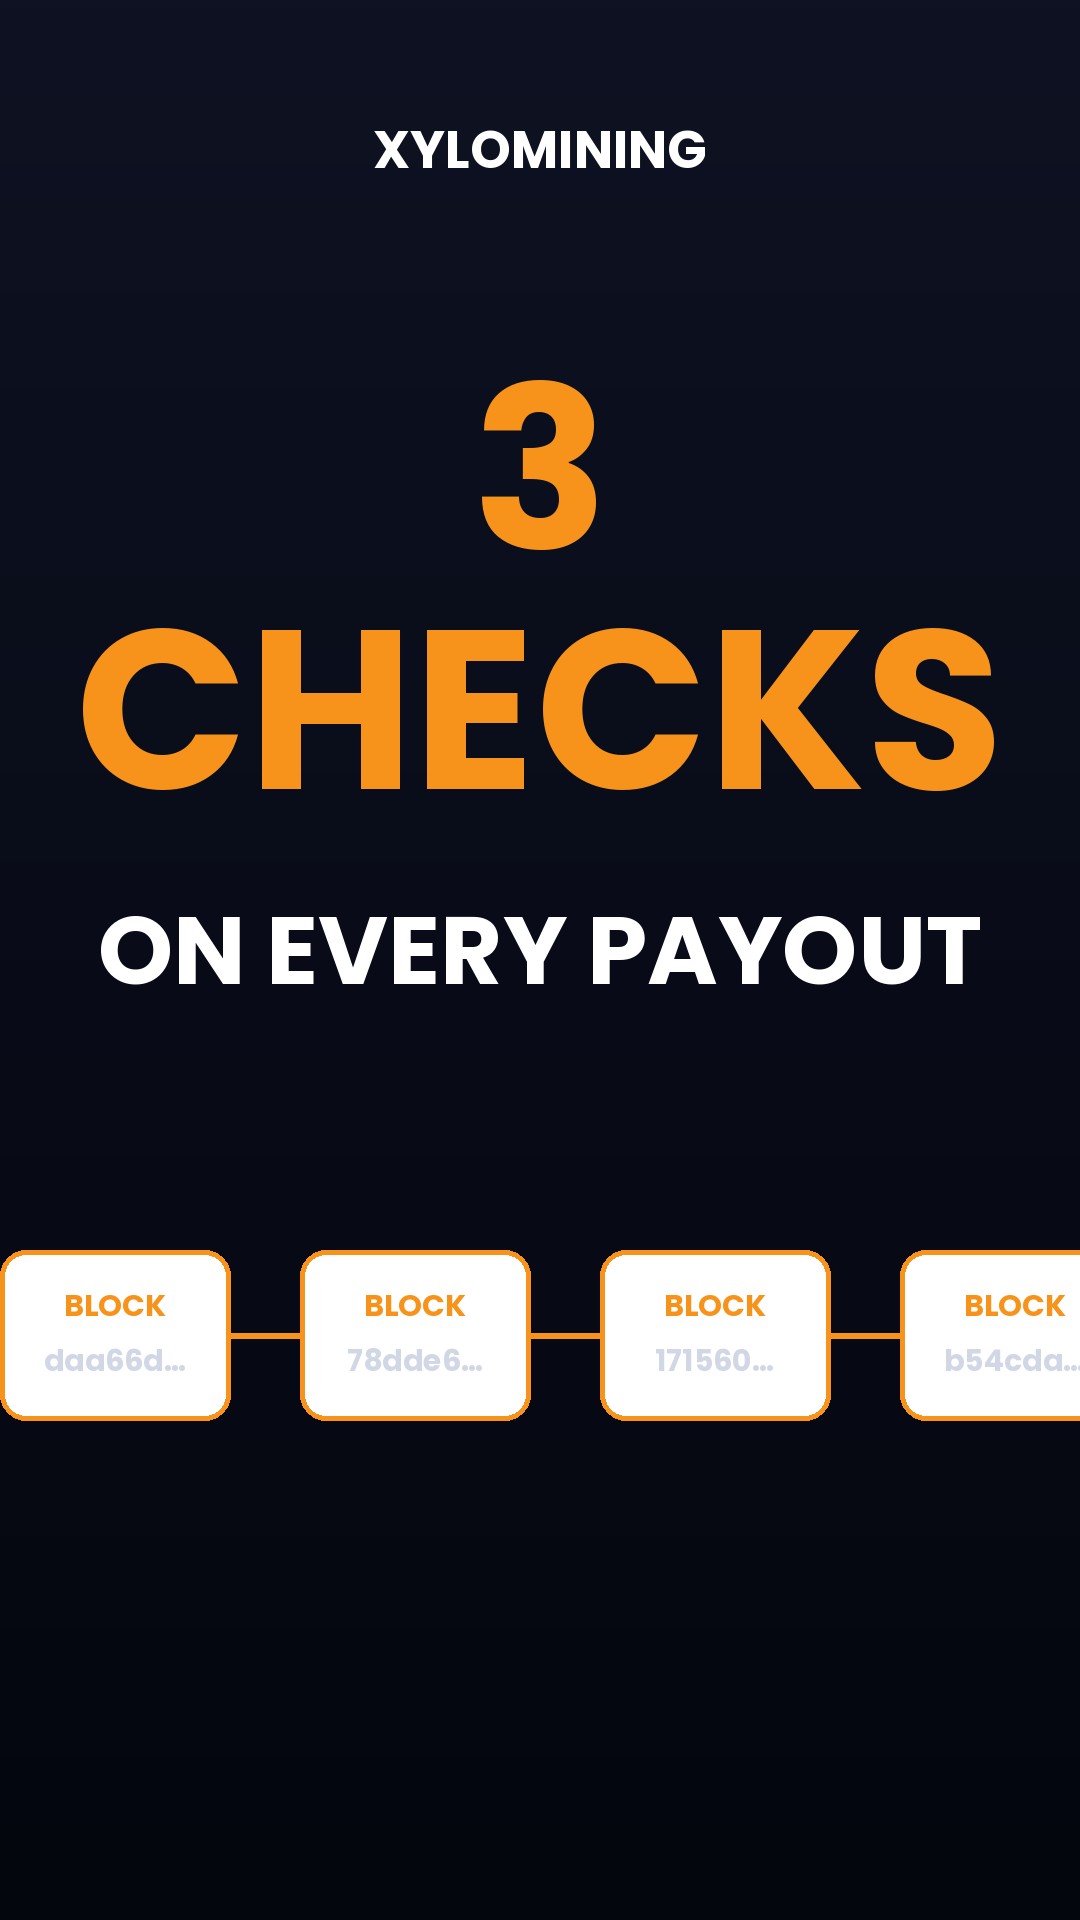 XYLOMINING
3
CHECKS
ON EVERY PAYOUT
BLOCK BLOCK BLOCK BLOCK
daa66d... 78dde6... 171560... b54cda...